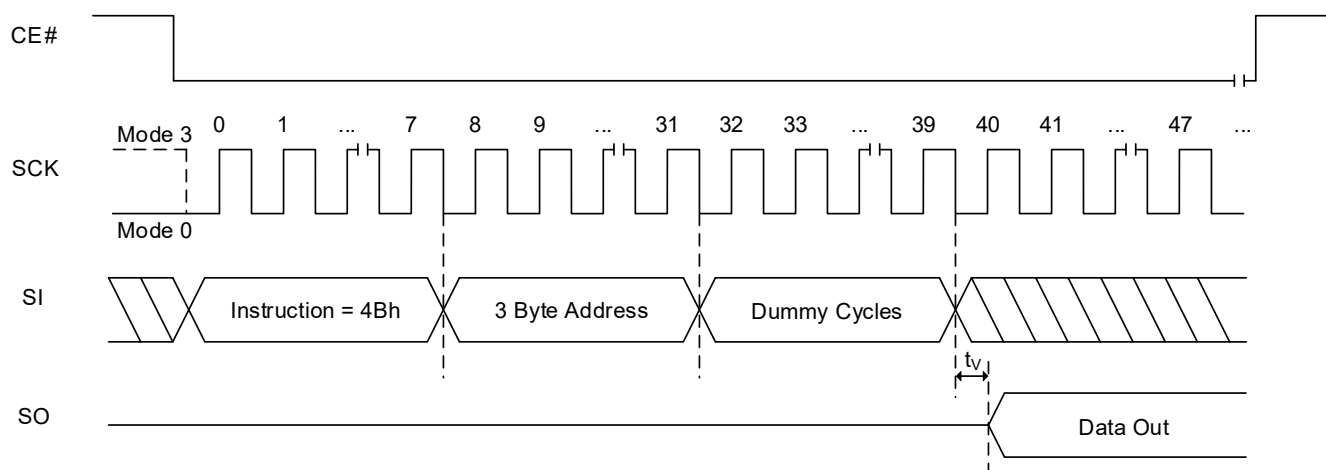 CE#
Mode 3
0 1 ... 7 8 9 ... 31 32 33 ... 39 40 41 ... 47 ...
SCK
Mode 0
SI
Instruction = 4Bh
3 Byte Address
Dummy Cycles
tV
SO
Data Out